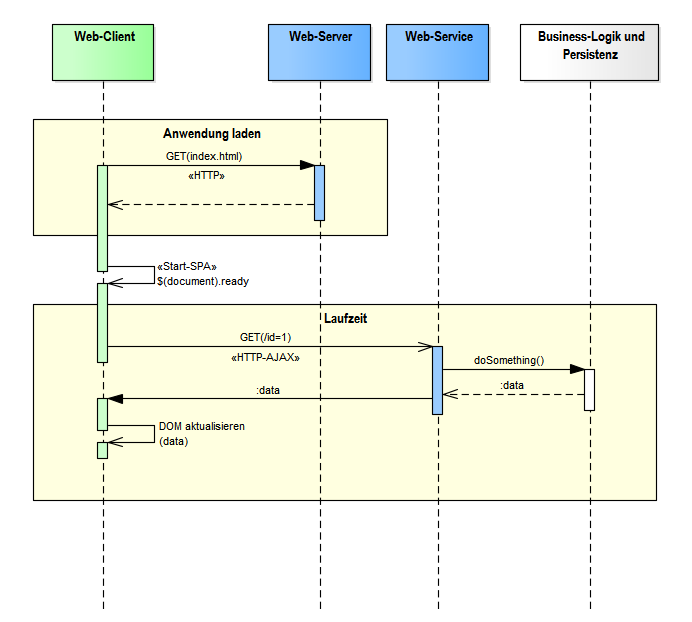 Web-Client
Web-Server
Web-Service
Business-Logik und
Persistenz
Anwendung laden
GET(index.html)
«HTTP»
«Start-SPA»
$(document).ready
Laufzeit
GET(/id=1)
«HTTP-AJAX»
doSomething()
:data
:data
DOM aktualisieren
(data)